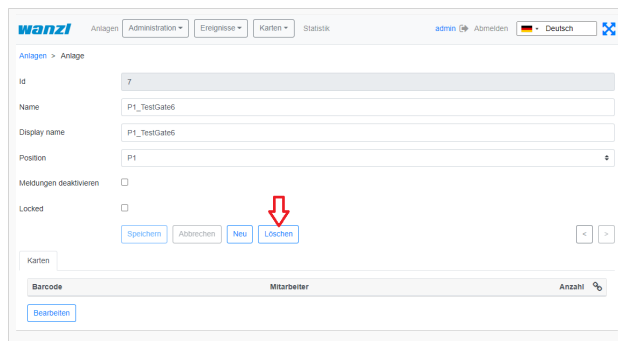 wanzl Anlagen Administration Ereignisse Karten Statistik admin Abmelden Deutsch
Anlagen > Anlage
Id 7
Name P1_TestGate6
Display name P1_TestGate6
Position P1
Meldungen deaktivieren
Locked
Speichern Abbrechen Neu Löschen < >
Karten
Barcode Mitarbeiter Anzahl
Bearbeiten